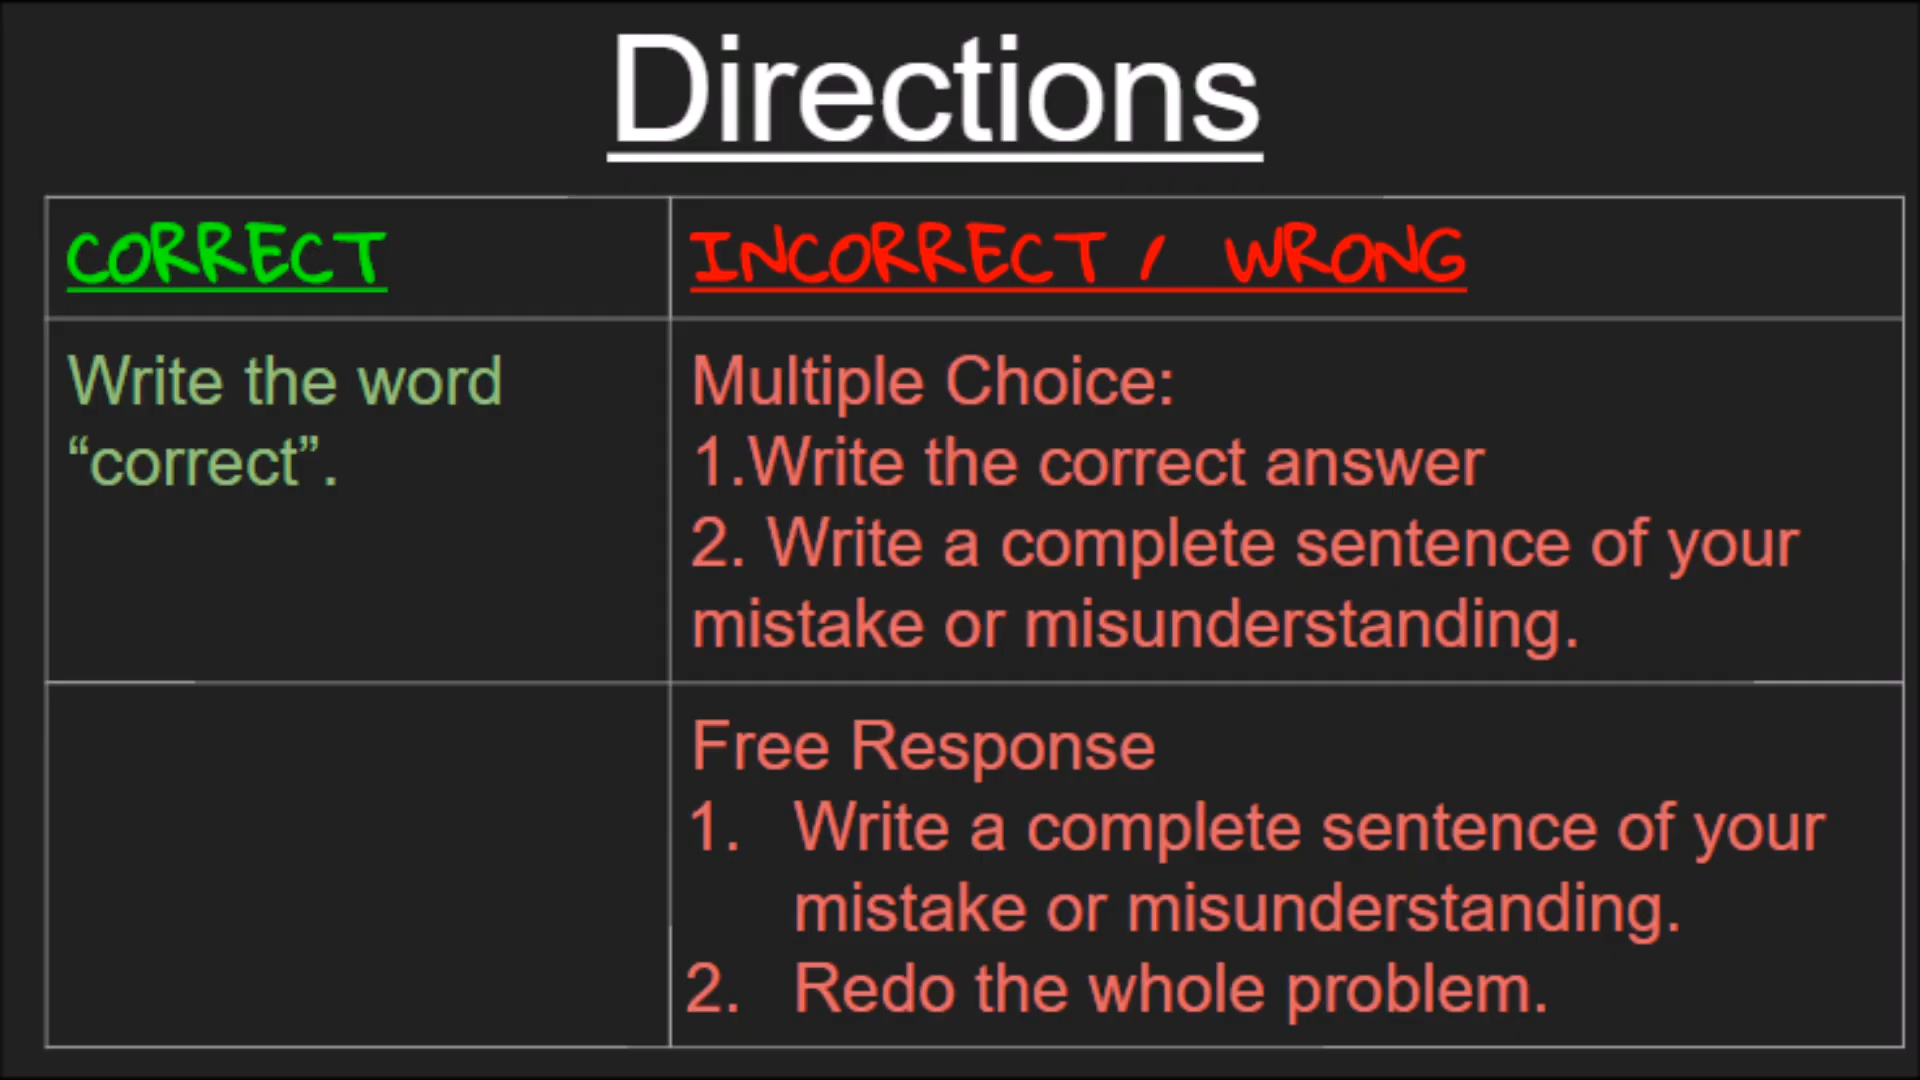 Directions
CORRECT
INCORRECT / WRONG
Write the word
“correct”.
Multiple Choice:
1.Write the correct answer
2. Write a complete sentence of your
mistake or misunderstanding.
Free Response
1. Write a complete sentence of your
mistake or misunderstanding.
2. Redo the whole problem.